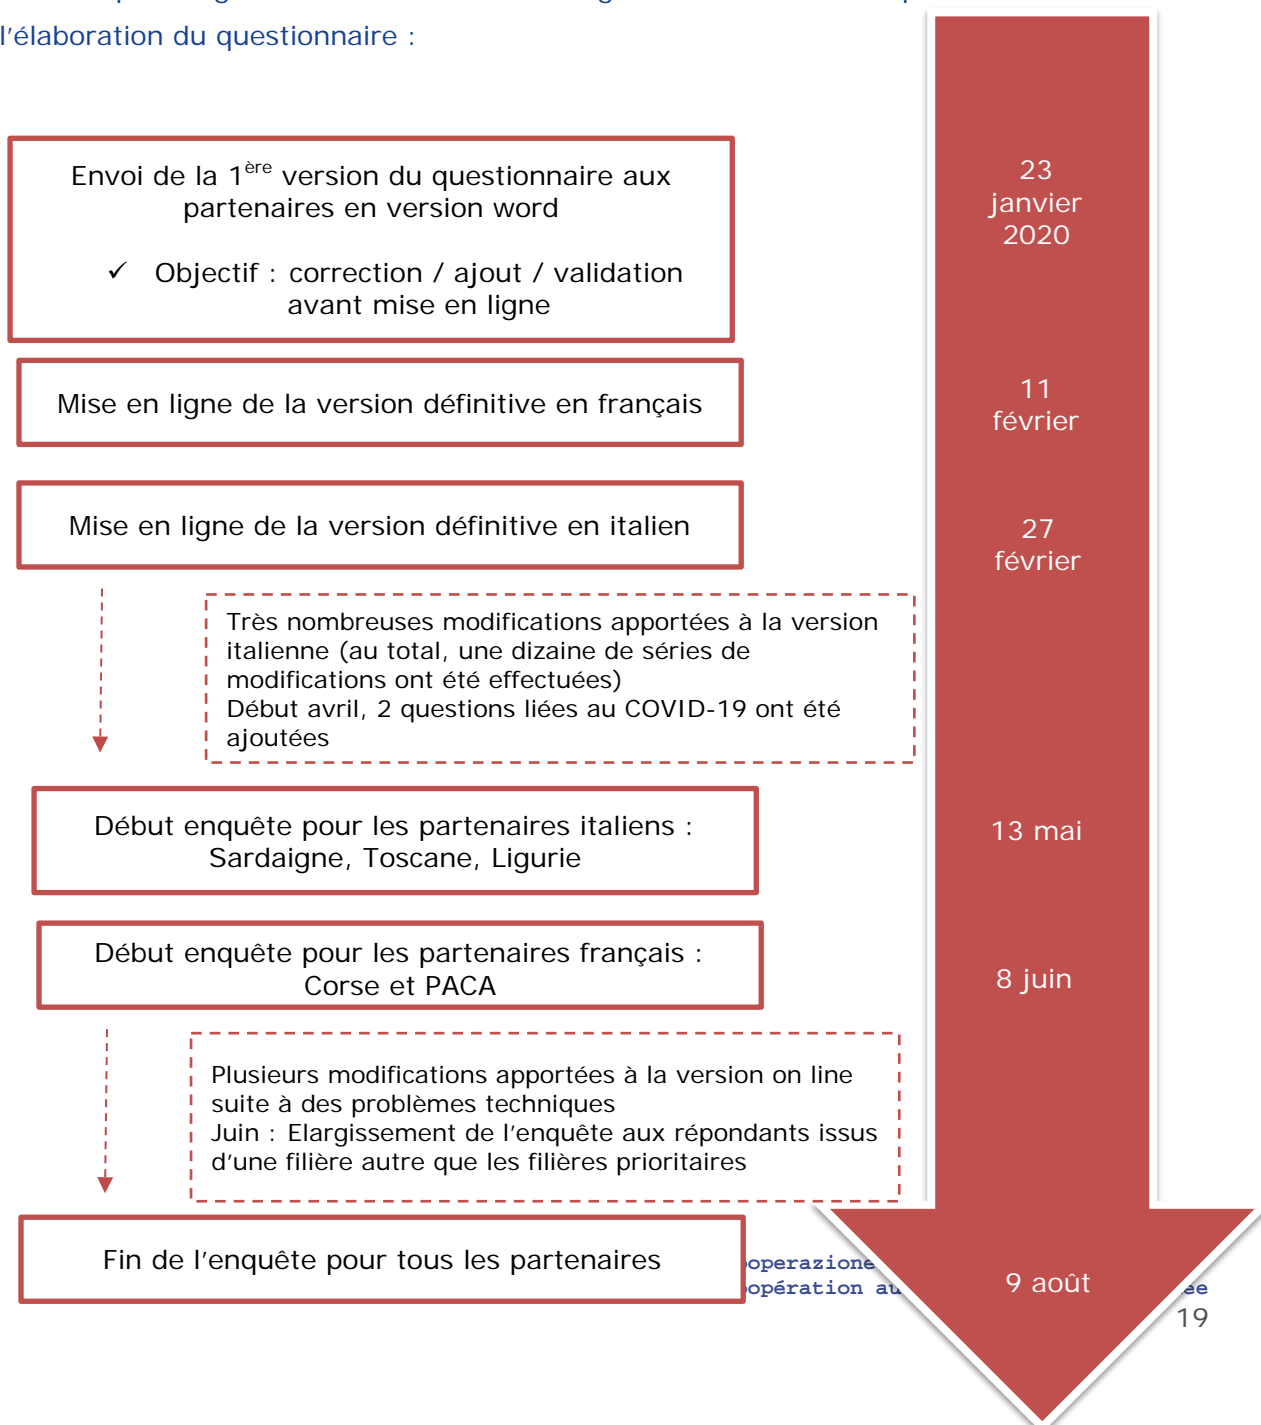 l'élaboration du questionnaire :
Envoi de la 1ère version du questionnaire aux
partenaires en version word
✓ Objectif : correction / ajout / validation
avant mise en ligne
23
janvier
2020
Mise en ligne de la version définitive en français
11
février
Mise en ligne de la version définitive en italien
27
février
Très nombreuses modifications apportées à la version
italienne (au total, une dizaine de séries de
modifications ont été effectuées)
Début avril, 2 questions liées au COVID-19 ont été
ajoutées
Début enquête pour les partenaires italiens :
Sardaigne, Toscane, Ligurie
13 mai
Début enquête pour les partenaires français :
Corse et PACA
8 juin
Plusieurs modifications apportées à la version on line
suite à des problèmes techniques
Juin : Elargissement de l'enquête aux répondants issus
d'une filière autre que les filières prioritaires
Fin de l'enquête pour tous les partenaires
9 août
operazione
opération au
19